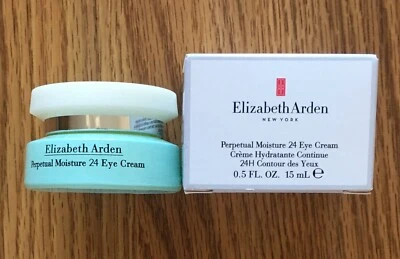 Elizabeth Arden
Perpetual Moisture 24 Eye Cream
Elizabeth Arden
NEW YORK
Perpetual Moisture 24 Eye Cream
Crème Hydratante Continue
24H Contour des Yeux
0.5 FL. OZ. 15 mL ℮